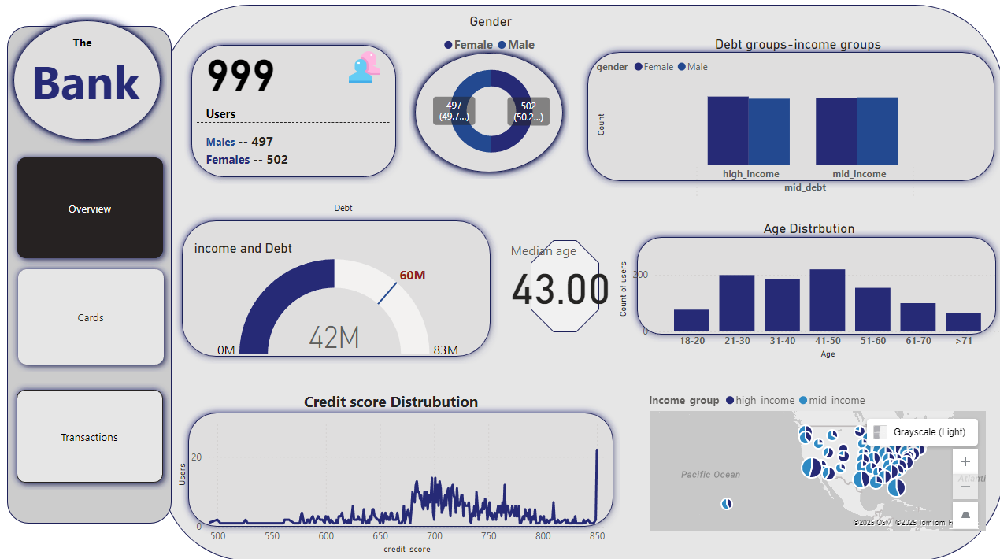 The
Bank
Overview
Cards
Transactions
999
Users
Males -- 497
Females -- 502
Gender
Female Male
497
(49.7...)
502
(50.2...)
Debt groups-income groups
gender Female Male
Count
high_income mid_income
mid_debt
Debt
income and Debt
60M
42M
0M 83M
Median age
43.00
Age Distrbution
Count of users
200
0
18-20 21-30 31-40 41-50 51-60 61-70 >71
Age
Credit score Distrubution
Users
20
0
500 550 600 650 700 750 800 850
credit_score
income_group high_income mid_income
Grayscale (Light)
Pacific Ocean
©2025 OSM ©2025 TomTom